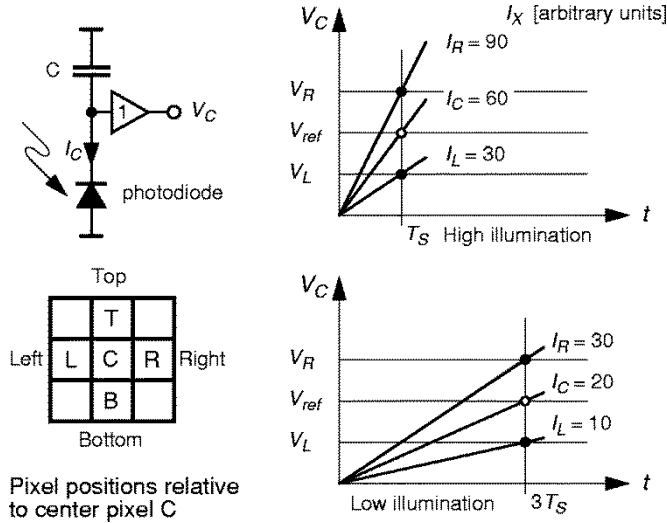 C
1
V_C
I_C
photodiode
Top
T
Left L C R Right
B
Bottom
Pixel positions relative
to center pixel C
V_C
I_X [arbitrary units]
I_R = 90
V_R
I_C = 60
V_ref
I_L = 30
V_L
t
T_S High illumination
V_C
I_R = 30
V_R
I_C = 20
V_ref
I_L = 10
V_L
t
Low illumination 3T_S